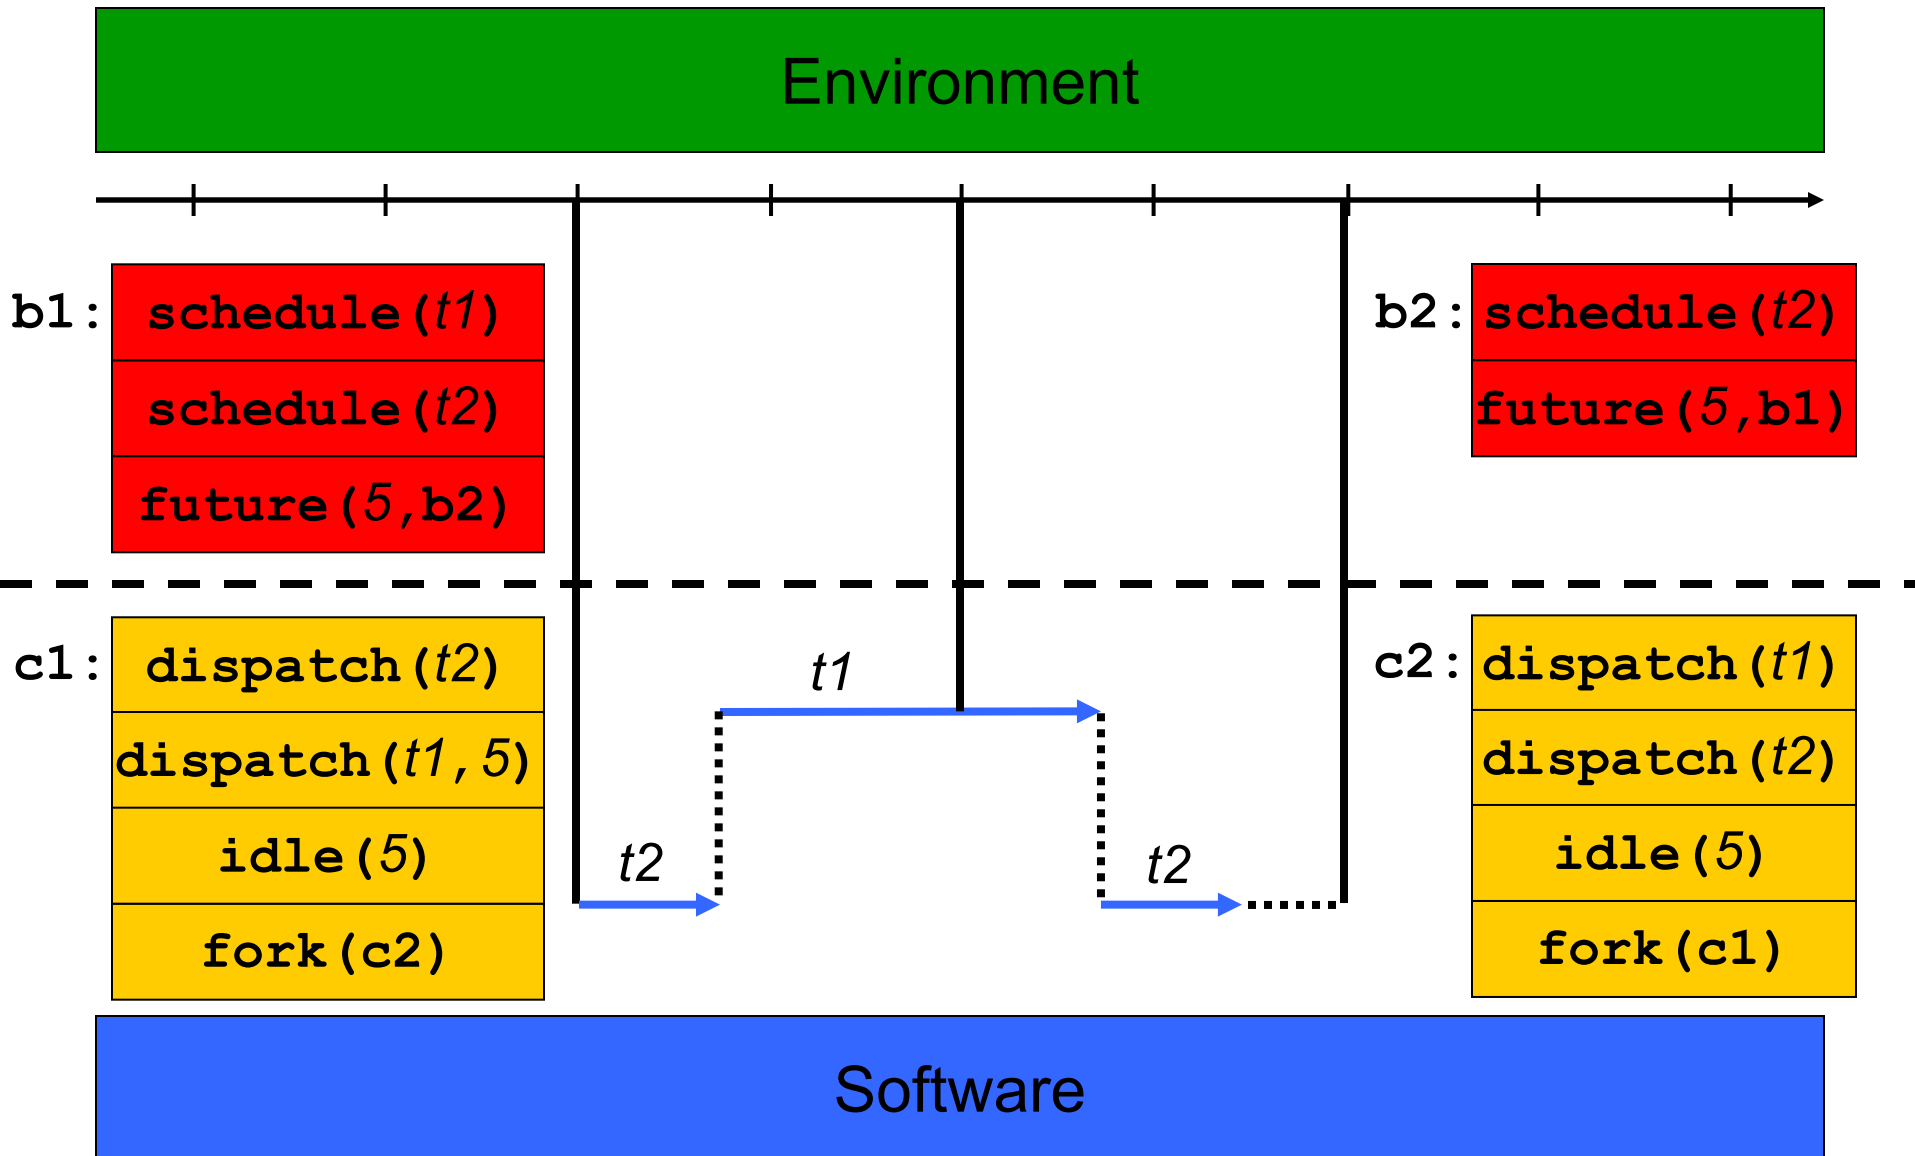 Environment
b1:
schedule(t1)
schedule(t2)
future(5,b2)
b2:
schedule(t2)
future(5,b1)
c1:
dispatch(t2)
dispatch(t1,5)
idle(5)
fork(c2)
t2
t1
t2
c2:
dispatch(t1)
dispatch(t2)
idle(5)
fork(c1)
Software